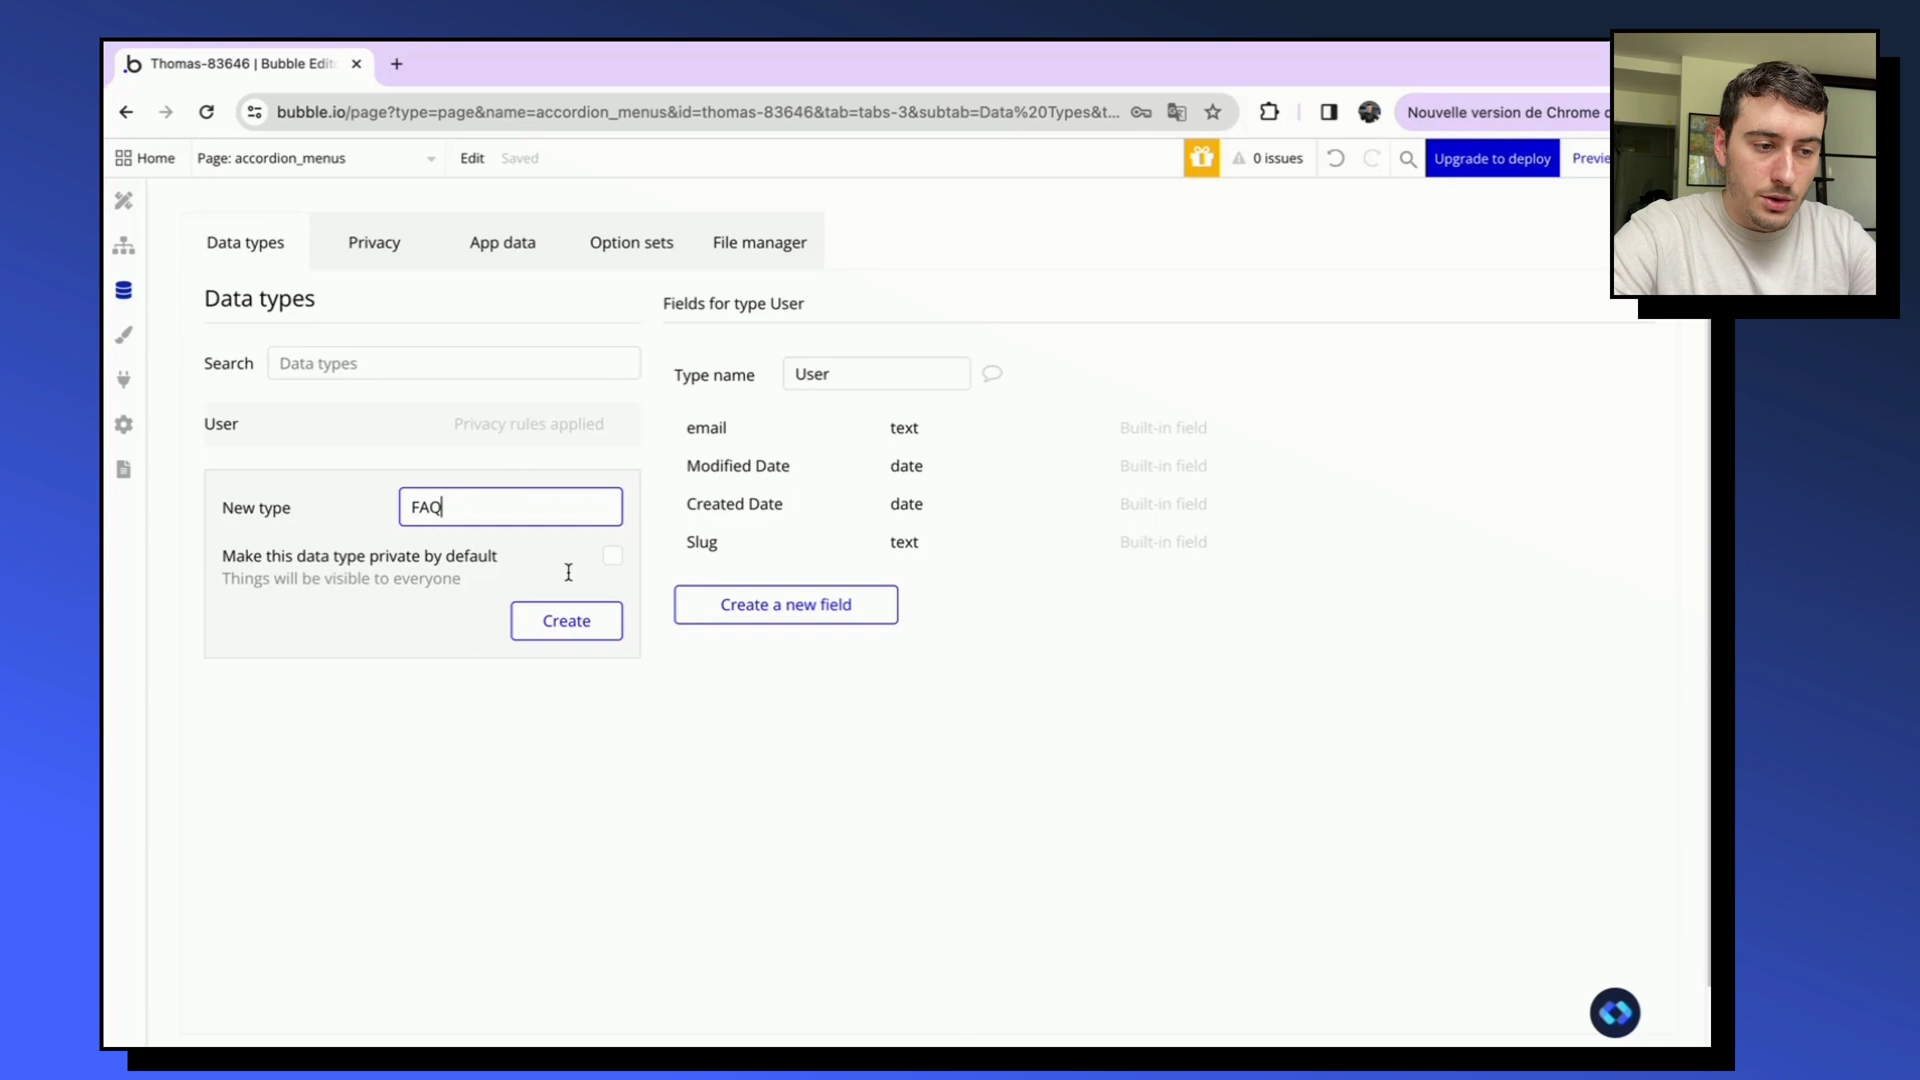 Thomas-83646 | Bubble Edit
bubble.io/page?type=page&name=accordion_menus&id=thomas-83646&tab=tabs-3&subtab=Data%20Types&t...
Nouvelle version de Chrome
Home
Page: accordion_menus
Edit
Saved
0 issues
Upgrade to deploy
Previe
Data types
Privacy
App data
Option sets
File manager
Data types
Search
Data types
User
Privacy rules applied
New type
FAQ
Make this data type private by default
Things will be visible to everyone
Create
Fields for type User
Type name
User
email text Built-in field
Modified Date date Built-in field
Created Date date Built-in field
Slug text Built-in field
Create a new field